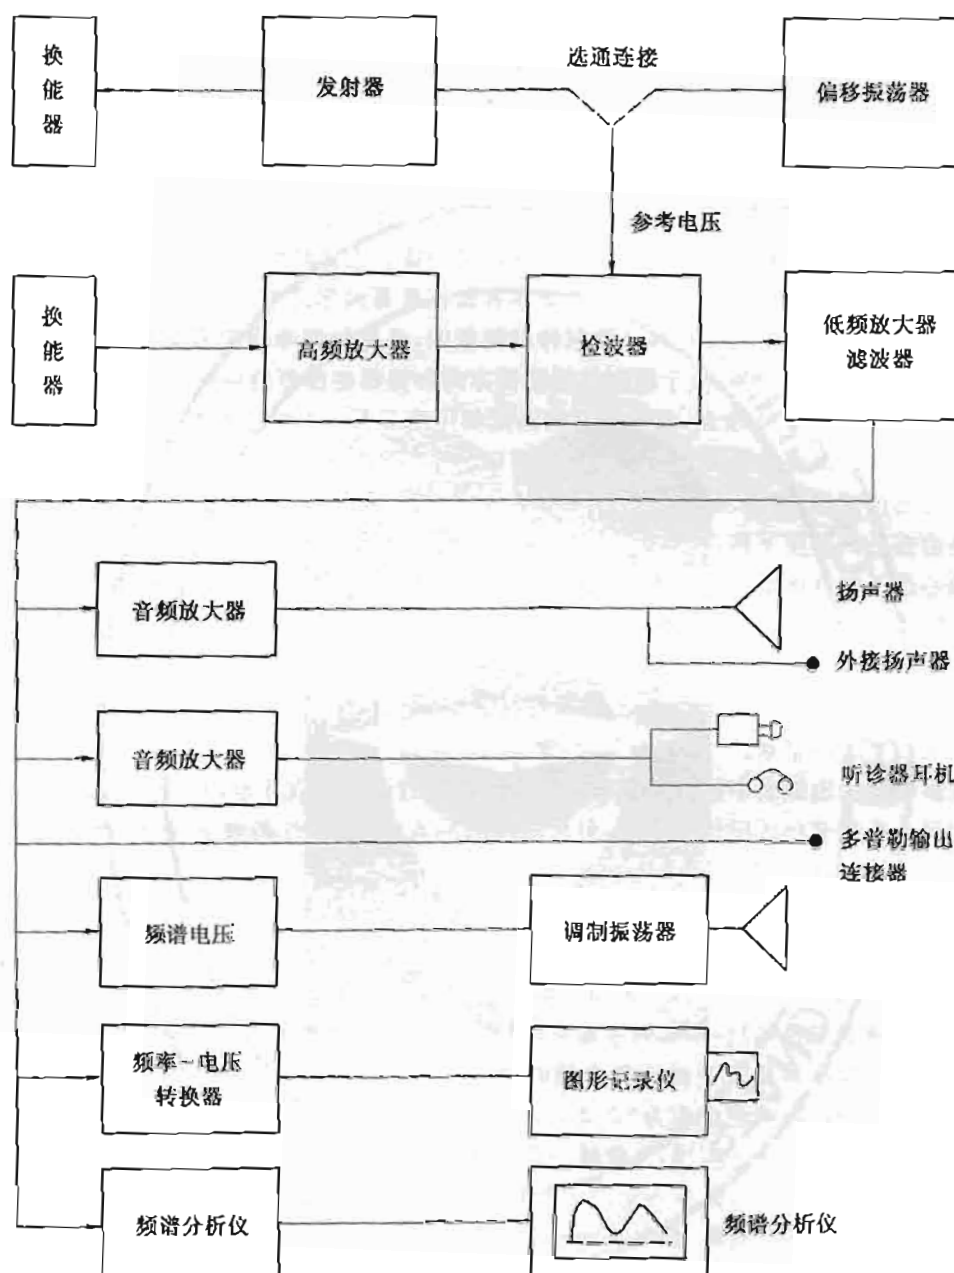 换
能
器
发射器
选通连接
偏移振荡器
参考电压
换
能
器
高频放大器
检波器
低频放大器
滤波器
音频放大器
扬声器
外接扬声器
音频放大器
听诊器耳机
多普勒输出
连接器
频谱电压
调制振荡器
频率-电压
转换器
图形记录仪
频谱分析仪
频谱分析仪